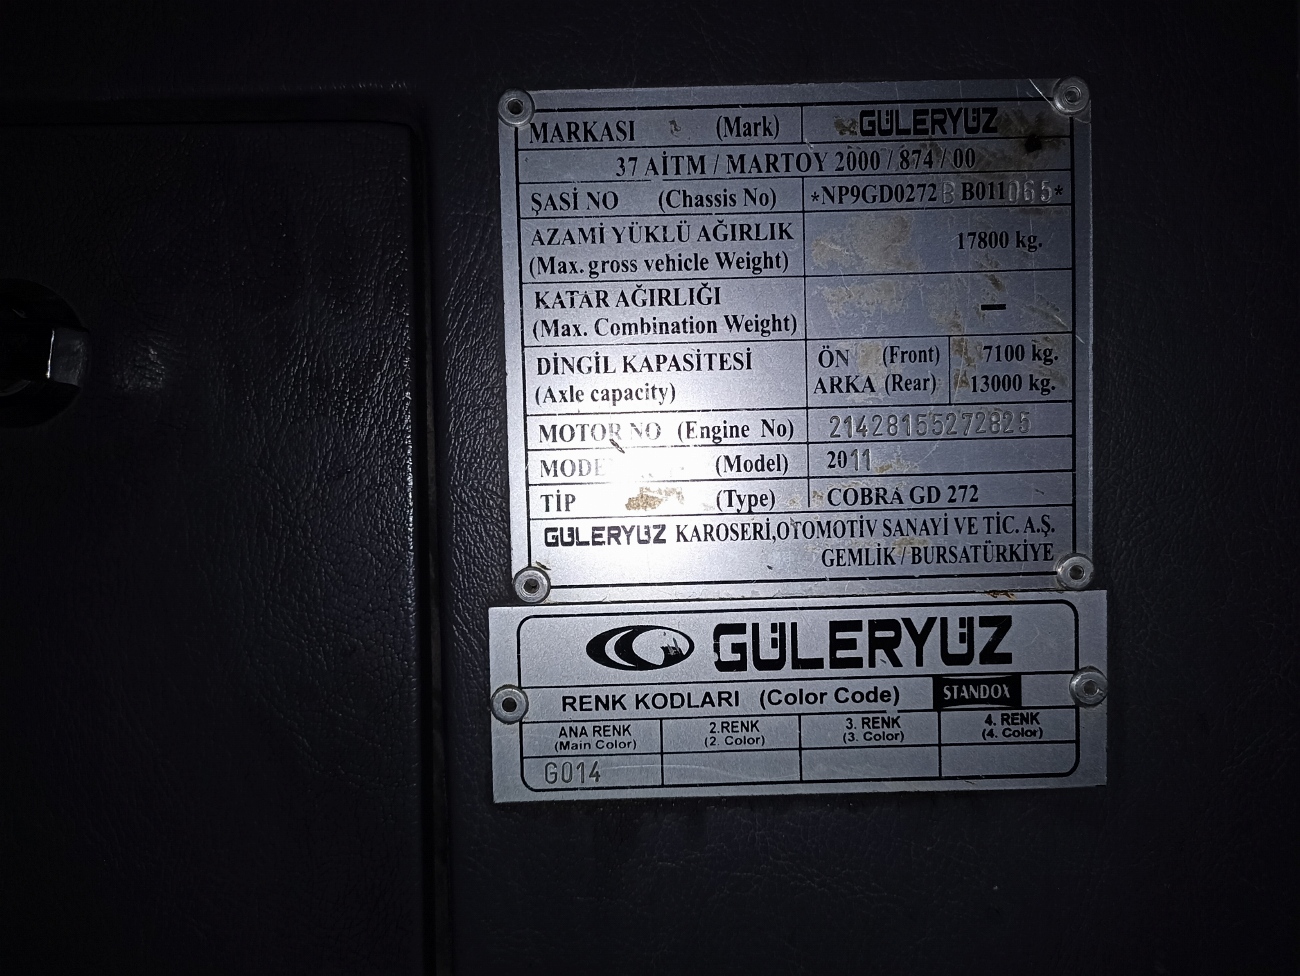 MARKASI (Mark) GÜLERYÜZ
37 AİTM / MARTOY 2000 / 874 / 00
ŞASİ NO (Chassis No) *NP9GD0272BB011065*
AZAMİ YÜKLÜ AĞIRLIK
(Max. gross vehicle Weight) 17800 kg.
KATAR AĞIRLIĞI
(Max. Combination Weight) –
DİNGİL KAPASİTESİ ÖN (Front) 7100 kg.
(Axle capacity) ARKA (Rear) 13000 kg.
MOTOR NO (Engine No) 21428155272825
(Model) 2011
TİP (Type) COBRA GD 272
GÜLERYÜZ KAROSERİ,OTOMOTİV SANAYİ VE TİC. A.Ş.
GEMLİK / BURSATÜRKİYE
GÜLERYÜZ
RENK KODLARI (Color Code) STANDOX
ANA RENK 2.RENK 3. RENK 4. RENK
(Main Color) (2. Color) (3. Color) (4. Color)
G014